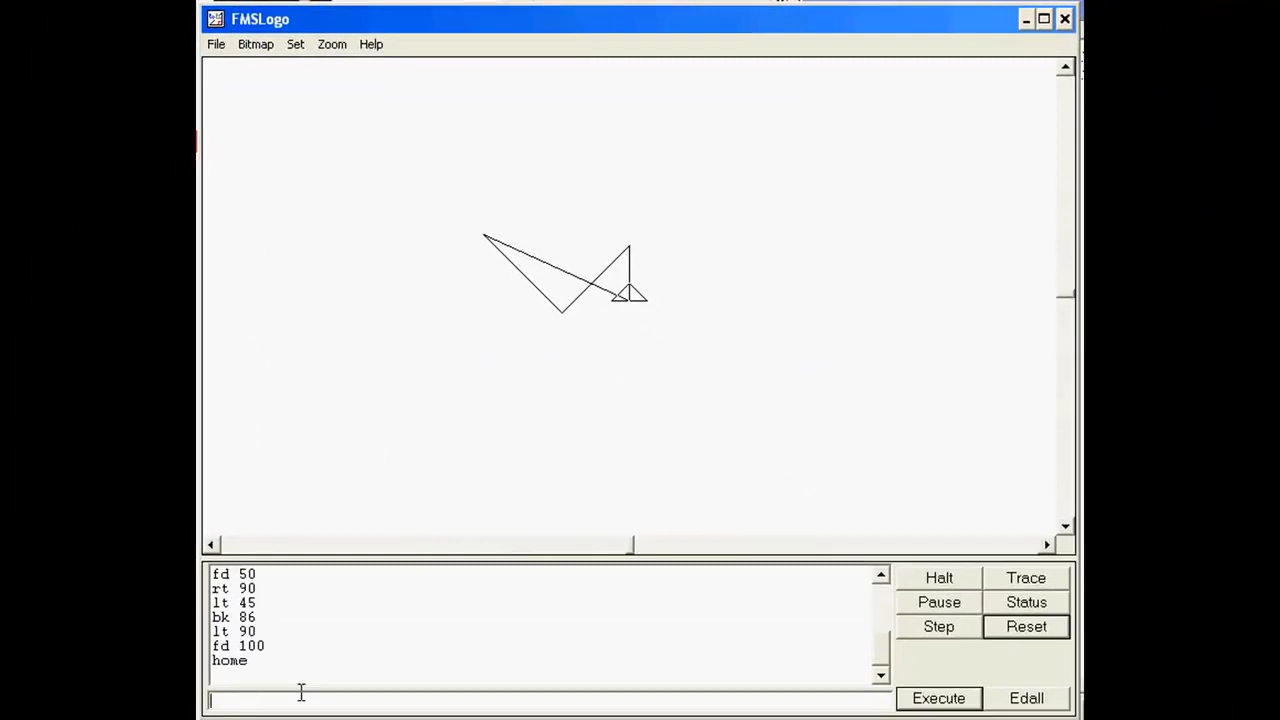 FMSLogo
File Bitmap Set Zoom Help
fd 50
rt 90
lt 45
bk 86
lt 90
fd 100
home
Halt Trace
Pause Status
Step Reset
Execute Edall